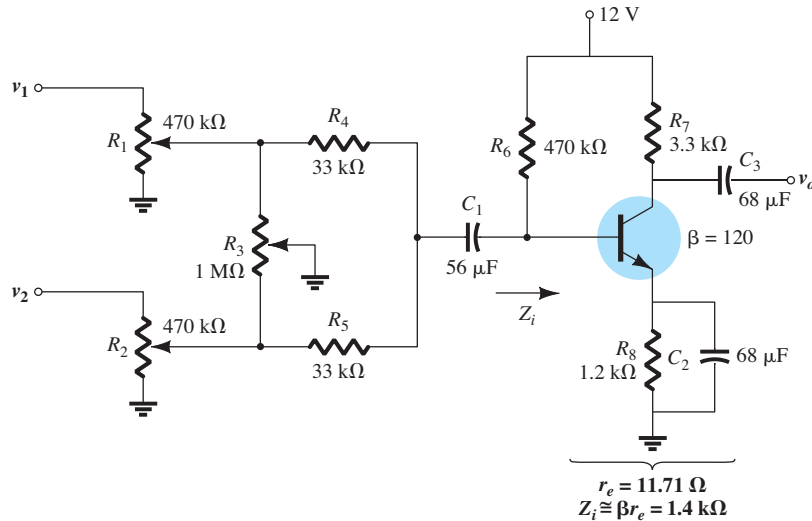 12 V
v₁
R₁
470 kΩ
R₄
33 kΩ
R₆
470 kΩ
R₇
3.3 kΩ
C₃
68 μF
vₒ
C₁
56 μF
β = 120
R₃
1 MΩ
Zᵢ
v₂
R₂
470 kΩ
R₅
33 kΩ
R₈
1.2 kΩ
C₂
68 μF
rₑ = 11.71 Ω
Zᵢ ≅ βrₑ = 1.4 kΩ